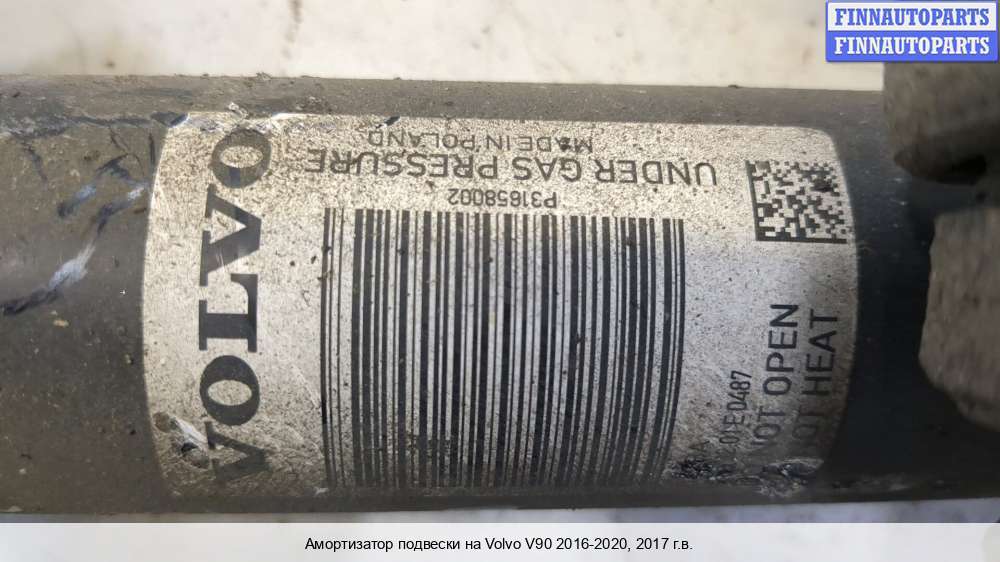 FINNAUTOPARTS
FINNAUTOPARTS
VOLVO
MADE IN POLAND
UNDER GAS PRESSURE
P31658002
NOT OPEN
NOT HEAT
Амортизатор подвески на Volvo V90 2016-2020, 2017 г.в.